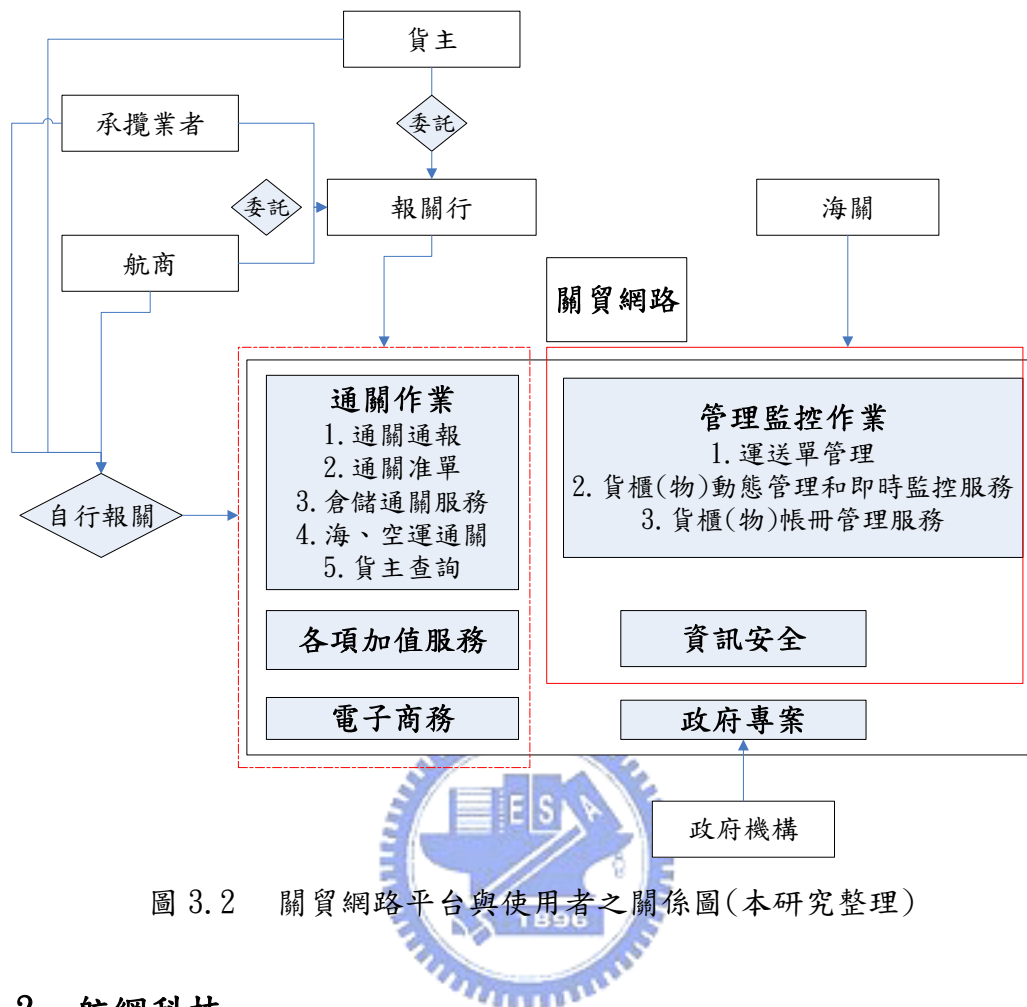 貨主
承攬業者
委託
委託
報關行
海關
航商
關貿網路
通關作業
1.通關通報
2.通關准單
3.倉儲通關服務
4.海、空運通關
5.貨主查詢
管理監控作業
1.運送單管理
2.貨櫃(物)動態管理和即時監控服務
3.貨櫃(物)帳冊管理服務
自行報關
各項加值服務
資訊安全
電子商務
政府專案
政府機構
ESA
圖 3.2 關貿網路平台與使用者之關係圖(本研究整理)
1896
2. 航網科技